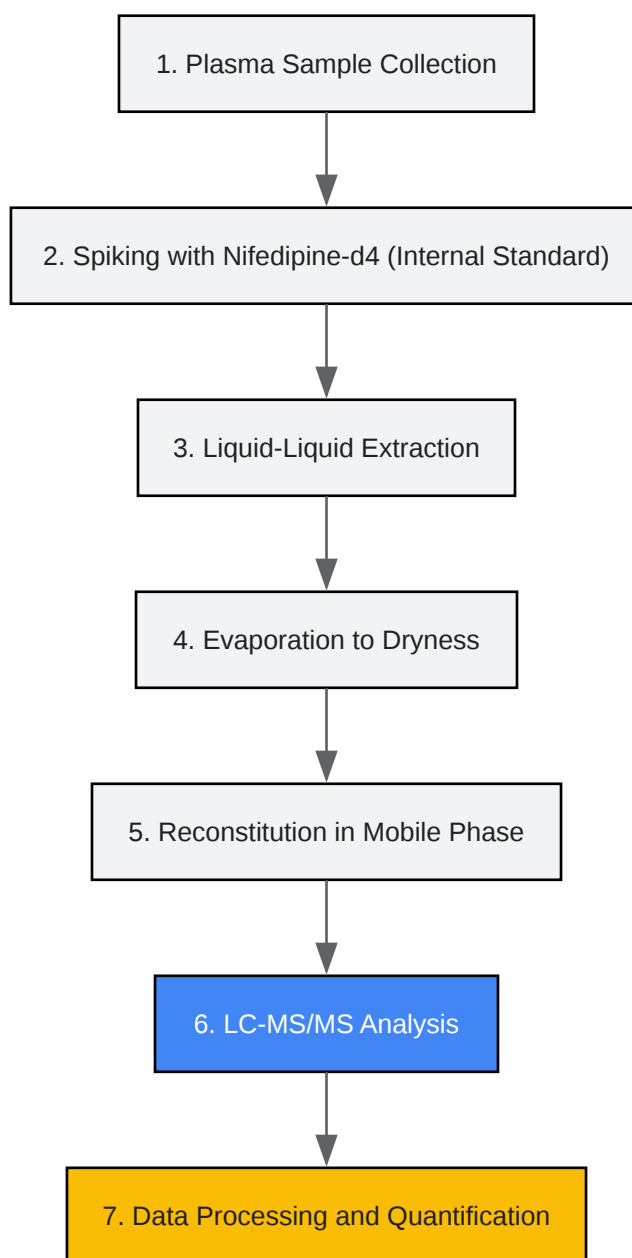 1. Plasma Sample Collection
2. Spiking with Nifedipine-d4 (Internal Standard)
3. Liquid-Liquid Extraction
4. Evaporation to Dryness
5. Reconstitution in Mobile Phase
6. LC-MS/MS Analysis
7. Data Processing and Quantification